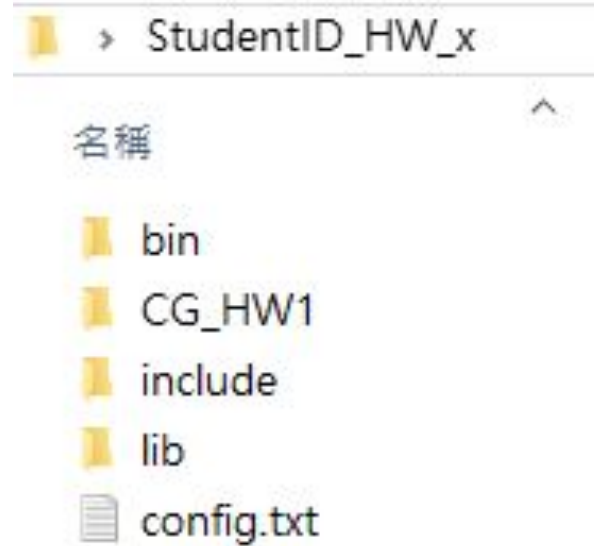 > StudentID_HW_x
名稱
bin
CG_HW1
include
lib
config.txt